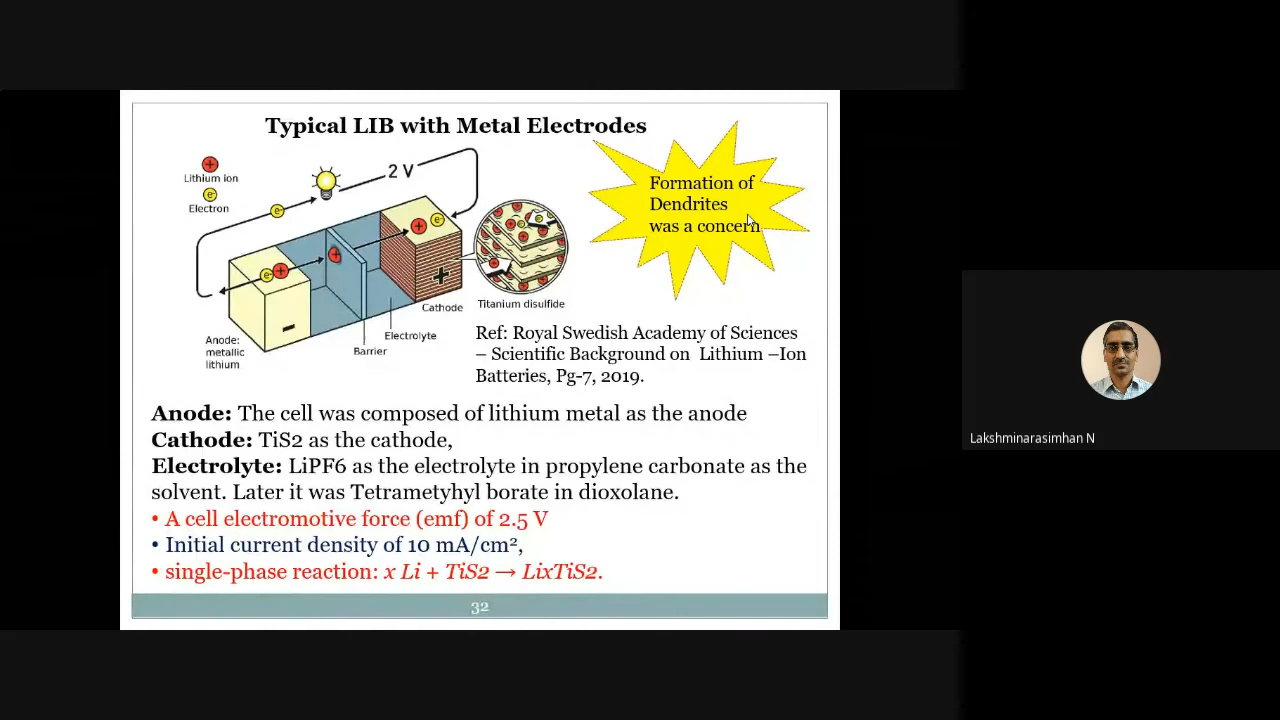 Typical LIB with Metal Electrodes
Lithium ion
Electron
2 V
Formation of
Dendrites
was a concern
Titanium disulfide
Cathode
Electrolyte
Barrier
Anode:
metallic
lithium
Ref: Royal Swedish Academy of Sciences
– Scientific Background on Lithium –Ion
Batteries, Pg-7, 2019.
Anode: The cell was composed of lithium metal as the anode
Cathode: TiS2 as the cathode,
Electrolyte: LiPF6 as the electrolyte in propylene carbonate as the
solvent. Later it was Tetrametyhyl borate in dioxolane.
• A cell electromotive force (emf) of 2.5 V
• Initial current density of 10 mA/cm²,
• single-phase reaction: x Li + TiS2 → LixTiS2.
32
Lakshminarasimhan N